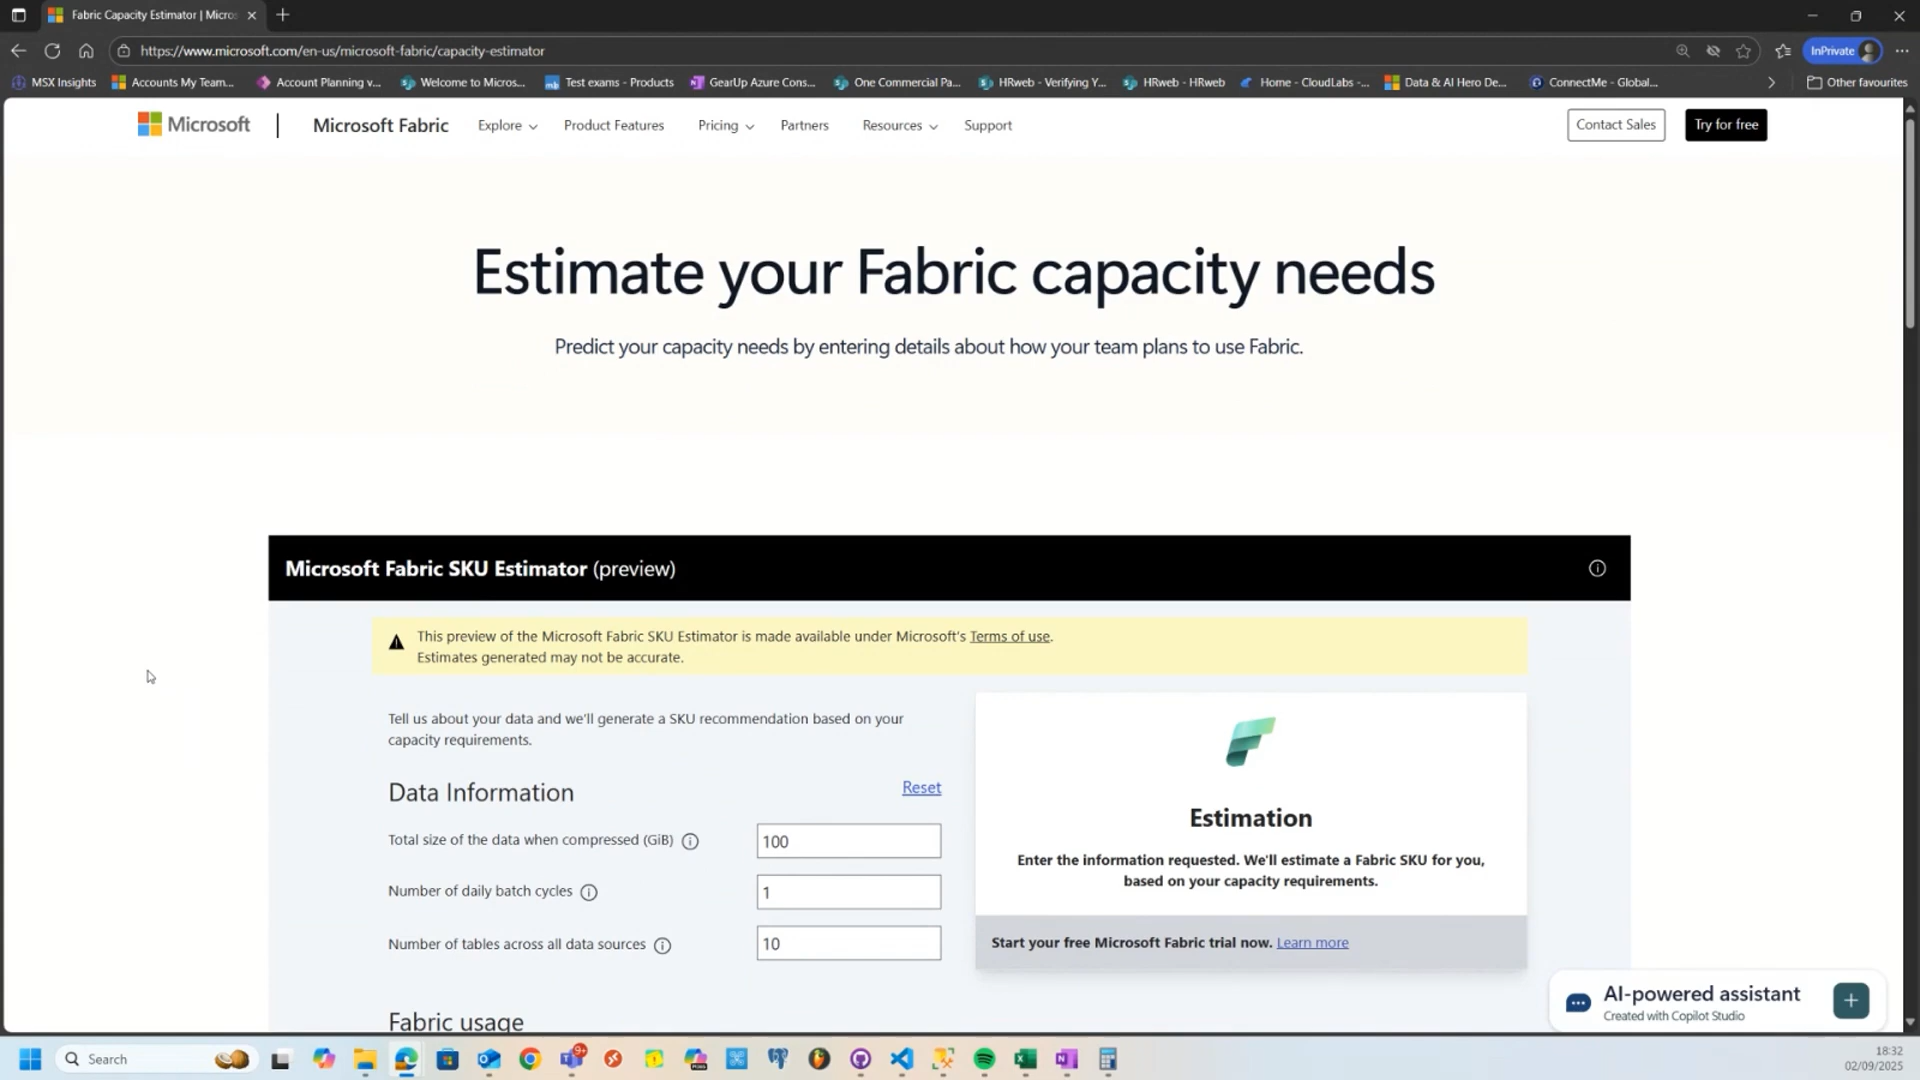 Fabric Capacity Estimator | Micros
https://www.microsoft.com/en-us/microsoft-fabric/capacity-estimator
InPrivate
MSX Insights
Accounts My Team...
Account Planning v...
Welcome to Micros...
Test exams - Products
GearUp Azure Cons...
One Commercial Pa...
HRweb - Verifying Y...
HRweb - HRweb
Home - CloudLabs -...
Data & AI Hero De...
ConnectMe - Global...
Other favourites
Microsoft
Microsoft Fabric
Explore
Product Features
Pricing
Partners
Resources
Support
Contact Sales
Try for free
Estimate your Fabric capacity needs
Predict your capacity needs by entering details about how your team plans to use Fabric.
Microsoft Fabric SKU Estimator (preview)
This preview of the Microsoft Fabric SKU Estimator is made available under Microsoft's Terms of use.
Estimates generated may not be accurate.
Tell us about your data and we'll generate a SKU recommendation based on your
capacity requirements.
Data Information
Reset
Total size of the data when compressed (GiB)
100
Number of daily batch cycles
1
Number of tables across all data sources
10
Fabric usage
Estimation
Enter the information requested. We'll estimate a Fabric SKU for you,
based on your capacity requirements.
Start your free Microsoft Fabric trial now. Learn more
AI-powered assistant
Created with Copilot Studio
Search
9+
18:32
02/09/2025